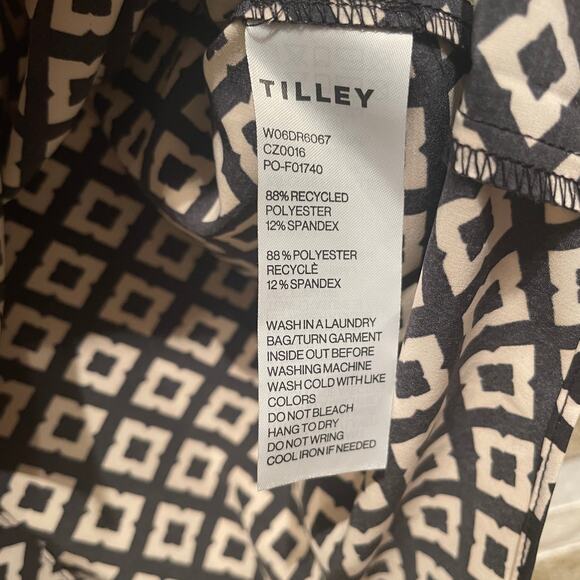 TILLEY
W06DR6067
CZ0016
PO-F01740
88% RECYCLED
POLYESTER
12% SPANDEX
88% POLYESTER
RECYCLÈ
12% SPANDEX
WASH IN A LAUNDRY
BAG/TURN GARMENT
INSIDE OUT BEFORE
WASHING MACHINE
WASH COLD WITH LIKE
COLORS
DO NOT BLEACH
HANG TO DRY
DO NOT WRING
COOL IRON IF NEEDED